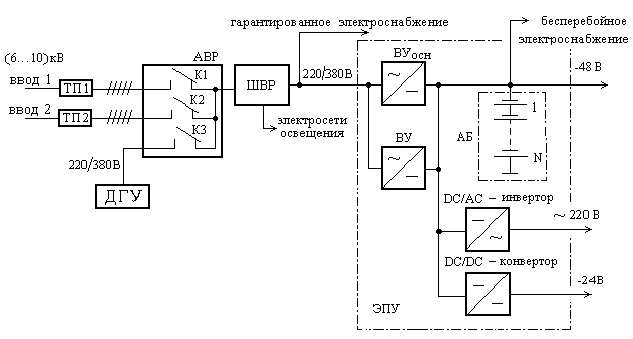 гарантированное электроснабжение
бесперебойное
электроснабжение
(6...10)кВ
АВР
ВУосн
ввод 1
ТП1
К1
ШВР
220/380В
-48 В
ввод 2
ТП2
К2
К3
электросети
освещения
АБ
1
N
ВУ
220/380В
ДГУ
DC/AC – инвертор
~ 220 В
~
DC/DC – конвертор
-24В
ЭПУ